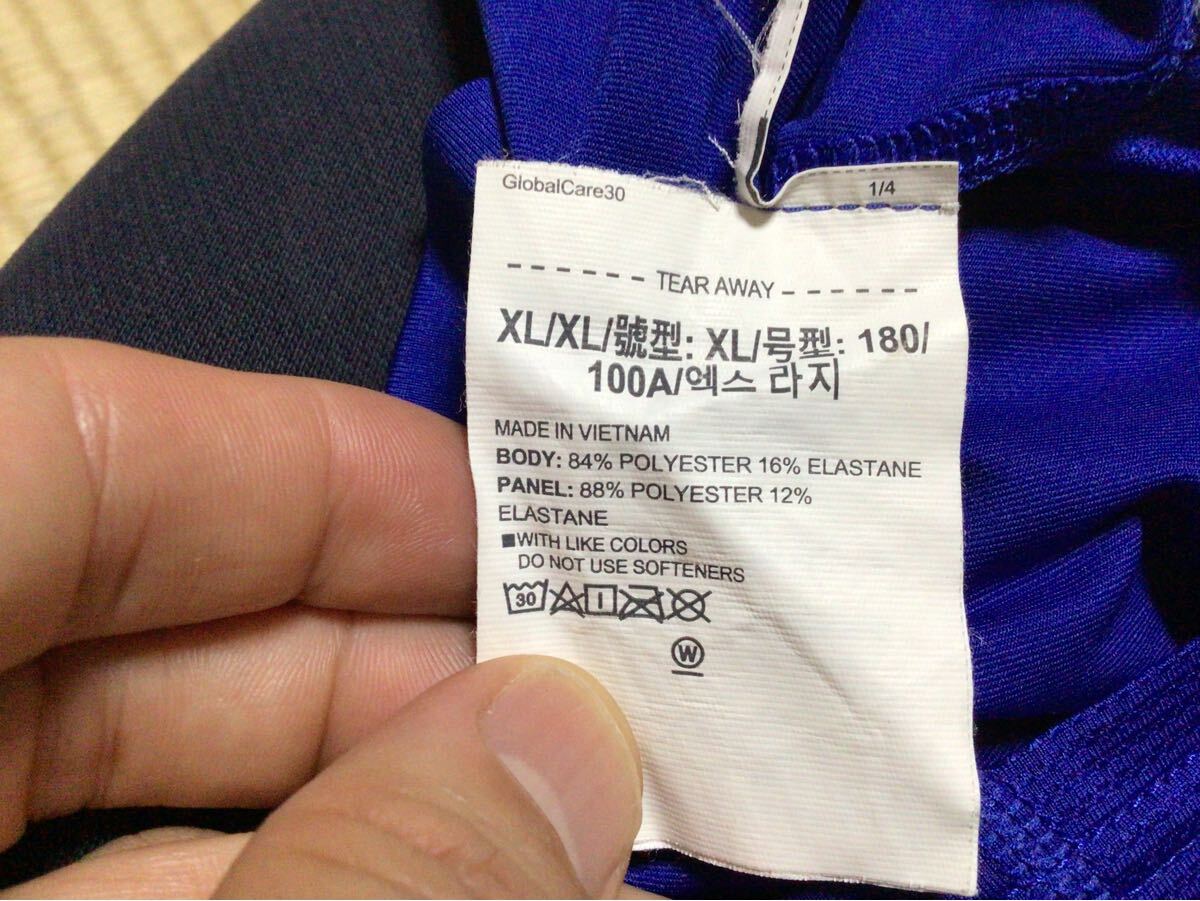 GlobalCare30
1/4
TEAR AWAY
XL/XL/號型: XL/号型: 180/
100A/엑스 라지
MADE IN VIETNAM
BODY: 84% POLYESTER 16% ELASTANE
PANEL: 88% POLYESTER 12%
ELASTANE
WITH LIKE COLORS
DO NOT USE SOFTENERS
30
W